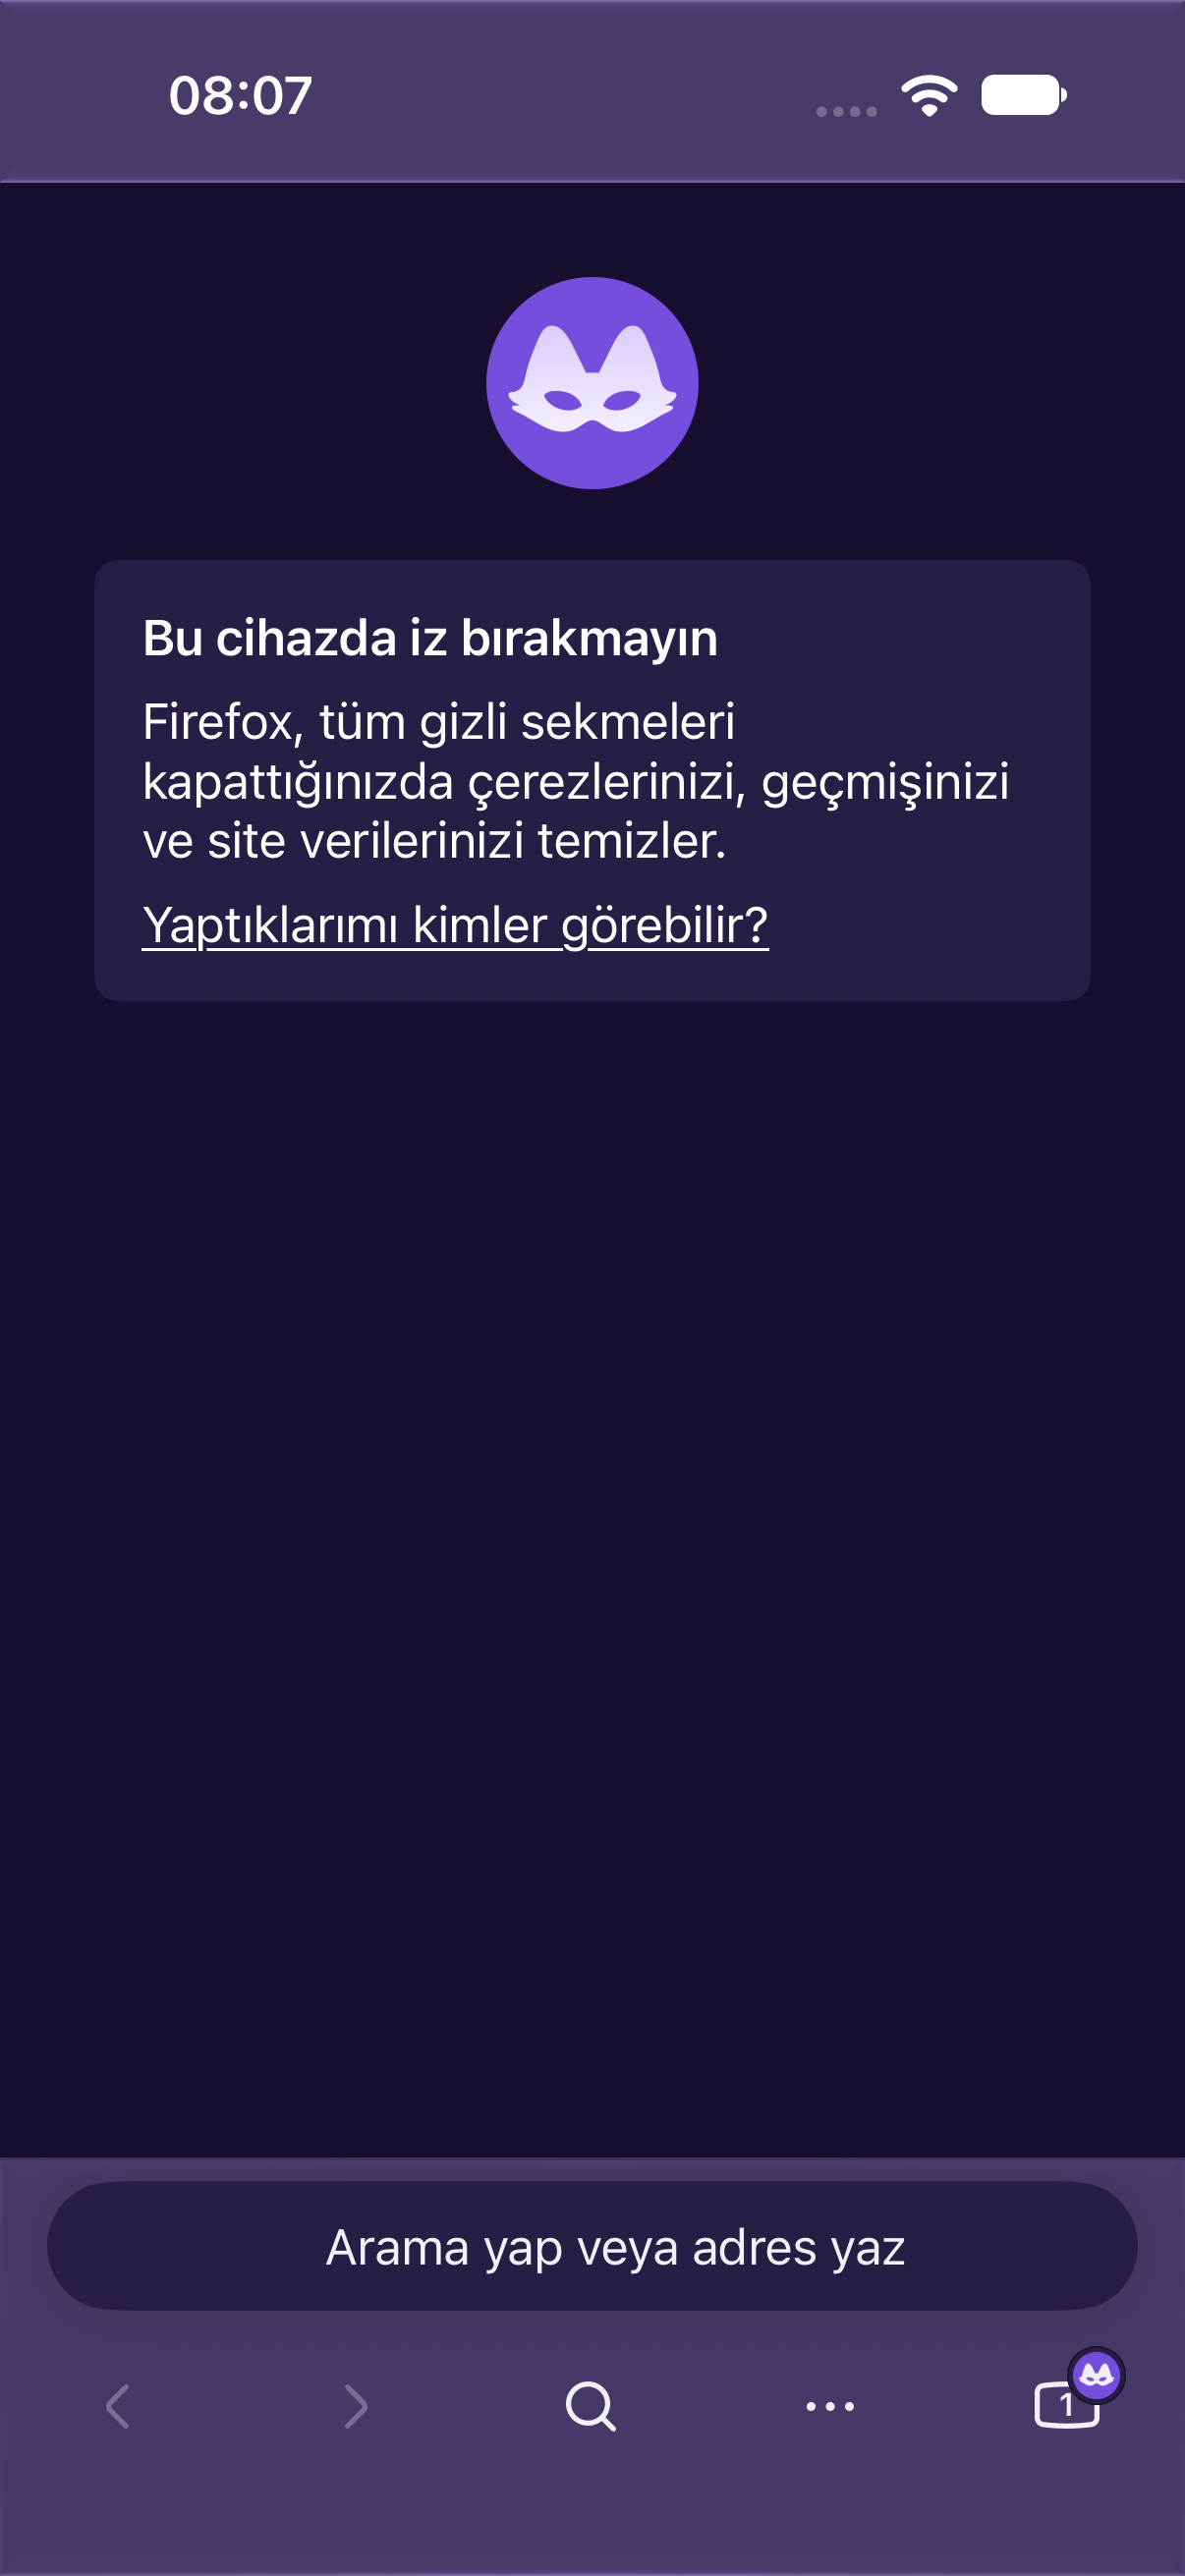 08:07
Bu cihazda iz bırakmayın
Firefox, tüm gizli sekmeleri
kapattığınızda çerezlerinizi, geçmişinizi
ve site verilerinizi temizler.
Yaptıklarımı kimler görebilir?
Arama yap veya adres yaz
1